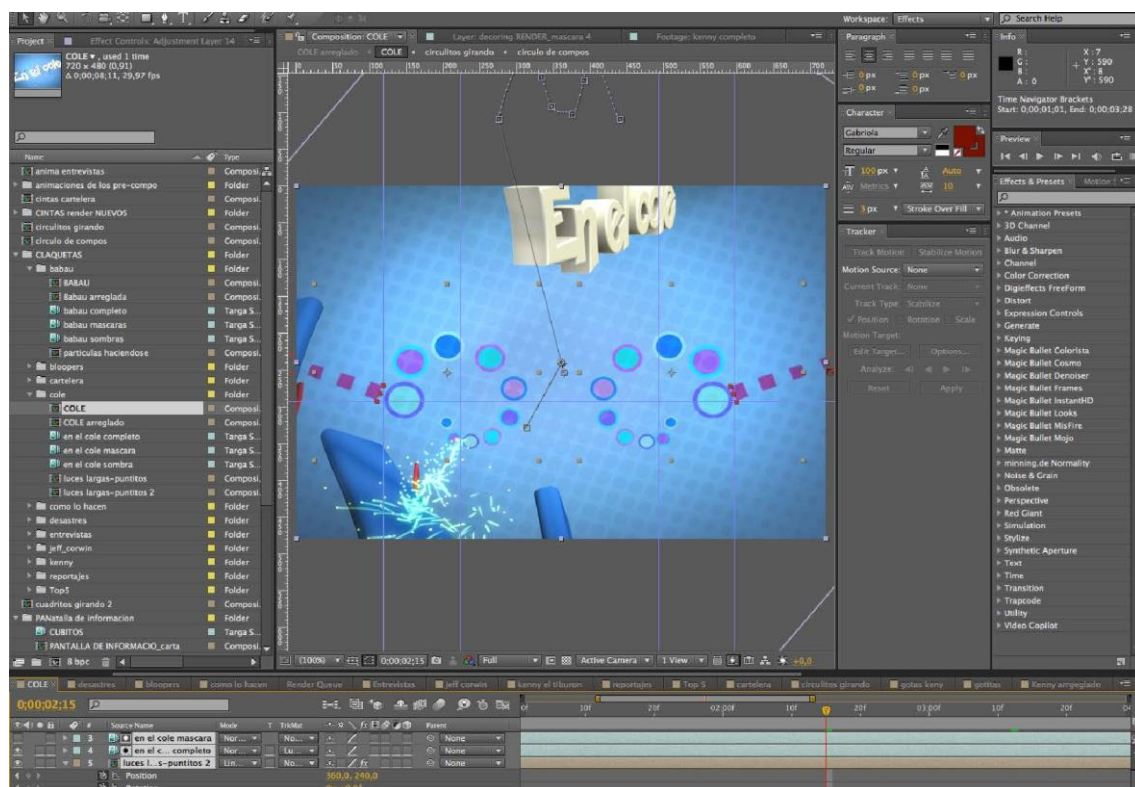 Workspace: Effects
Search Help
Project
Effect Controls: Adjustment Layer 14
COLE ▾ , used 1 time
720 x 480 (0,91)
Δ 0;00;08;11, 29,97 fps
Name
Type
anima entrevistas
Composi.
animaciones de los pre-compo
Folder
cintas cartelera
Composi.
CINTAS render NUEVOS
Folder
circulitos girando
Composi.
circulo de compos
Composi.
CLAQUETAS
Folder
babau
Folder
BABAU
Composi.
Babau arreglada
Composi.
babau completo
Targa S...
babau mascaras
Targa S...
babau sombras
Targa S...
particulas haciendose
Composi.
bloopers
Folder
cartelera
Folder
cole
Folder
COLE
Composi.
COLE arreglado
Composi.
en el cole completo
Targa S...
en el cole mascara
Targa S...
en el cole sombra
Targa S...
luces largas-puntitos
Composi.
luces largas-puntitos 2
Composi.
como lo hacen
Folder
desastres
Folder
entrevistas
Folder
jeff_corwin
Folder
kenny
Folder
reportajes
Folder
Top5
Folder
cuadritos girando 2
Composi.
PANatalla de informacion
Folder
CUBITOS
Targa S...
PANTALLA DE INFORMACIO_carta
Composi.
8 bpc
Composition: COLE
Layer: decoring RENDER_mascara 4
Footage: kenny completo
COLE arreglado
COLE
circulitos girando
circulo de compos
En el cole
(100%)
0;00;02;15
Full
Active Camera
1 View
+0,0
Paragraph
0 px
0 px
0 px
0 px
Character
Gabriola
Regular
100 px
Auto
Metrics
10
3 px
Stroke Over Fill
Tracker
Track Motion
Stabilize Motion
Motion Source: None
Current Track: None
Track Type: Stabilize
Position
Rotation
Scale
Motion Target:
Edit Target...
Options...
Analyze:
Reset
Apply
Info
R :
G :
B :
A : 0
X : 7
Y : 590
X': 8
Y': 590
Time Navigator Brackets
Start: 0;00;01;01, End: 0;00;03;28
Preview
Effects & Presets
Motion
* Animation Presets
3D Channel
Audio
Blur & Sharpen
Channel
Color Correction
Digieffects FreeForm
Distort
Expression Controls
Generate
Keying
Magic Bullet Colorista
Magic Bullet Cosmo
Magic Bullet Denoiser
Magic Bullet Frames
Magic Bullet InstantHD
Magic Bullet Looks
Magic Bullet MisFire
Magic Bullet Mojo
Matte
minning.de Normality
Noise & Grain
Obsolete
Perspective
Red Giant
Simulation
Stylize
Synthetic Aperture
Text
Time
Transition
Trapcode
Utility
Video Copilot
COLE
desastres
bloopers
como lo hacen
Render Queue
Entrevistas
jeff corwin
kenny el tiburon
reportajes
Top 5
cartelera
circulitos girando
gotas keny
gotitas
Kenny arregeglado
0;00;02;15
10f
20f
02;00f
10f
20f
03;00f
10f
20f
#
Source Name
Mode
T
TrkMat
Parent
3
en el cole mascara
Nor...
No...
None
4
en el c... completo
Nor...
Lu...
None
5
luces l...s-puntitos 2
Lin...
No...
None
Position
360,0, 240,0